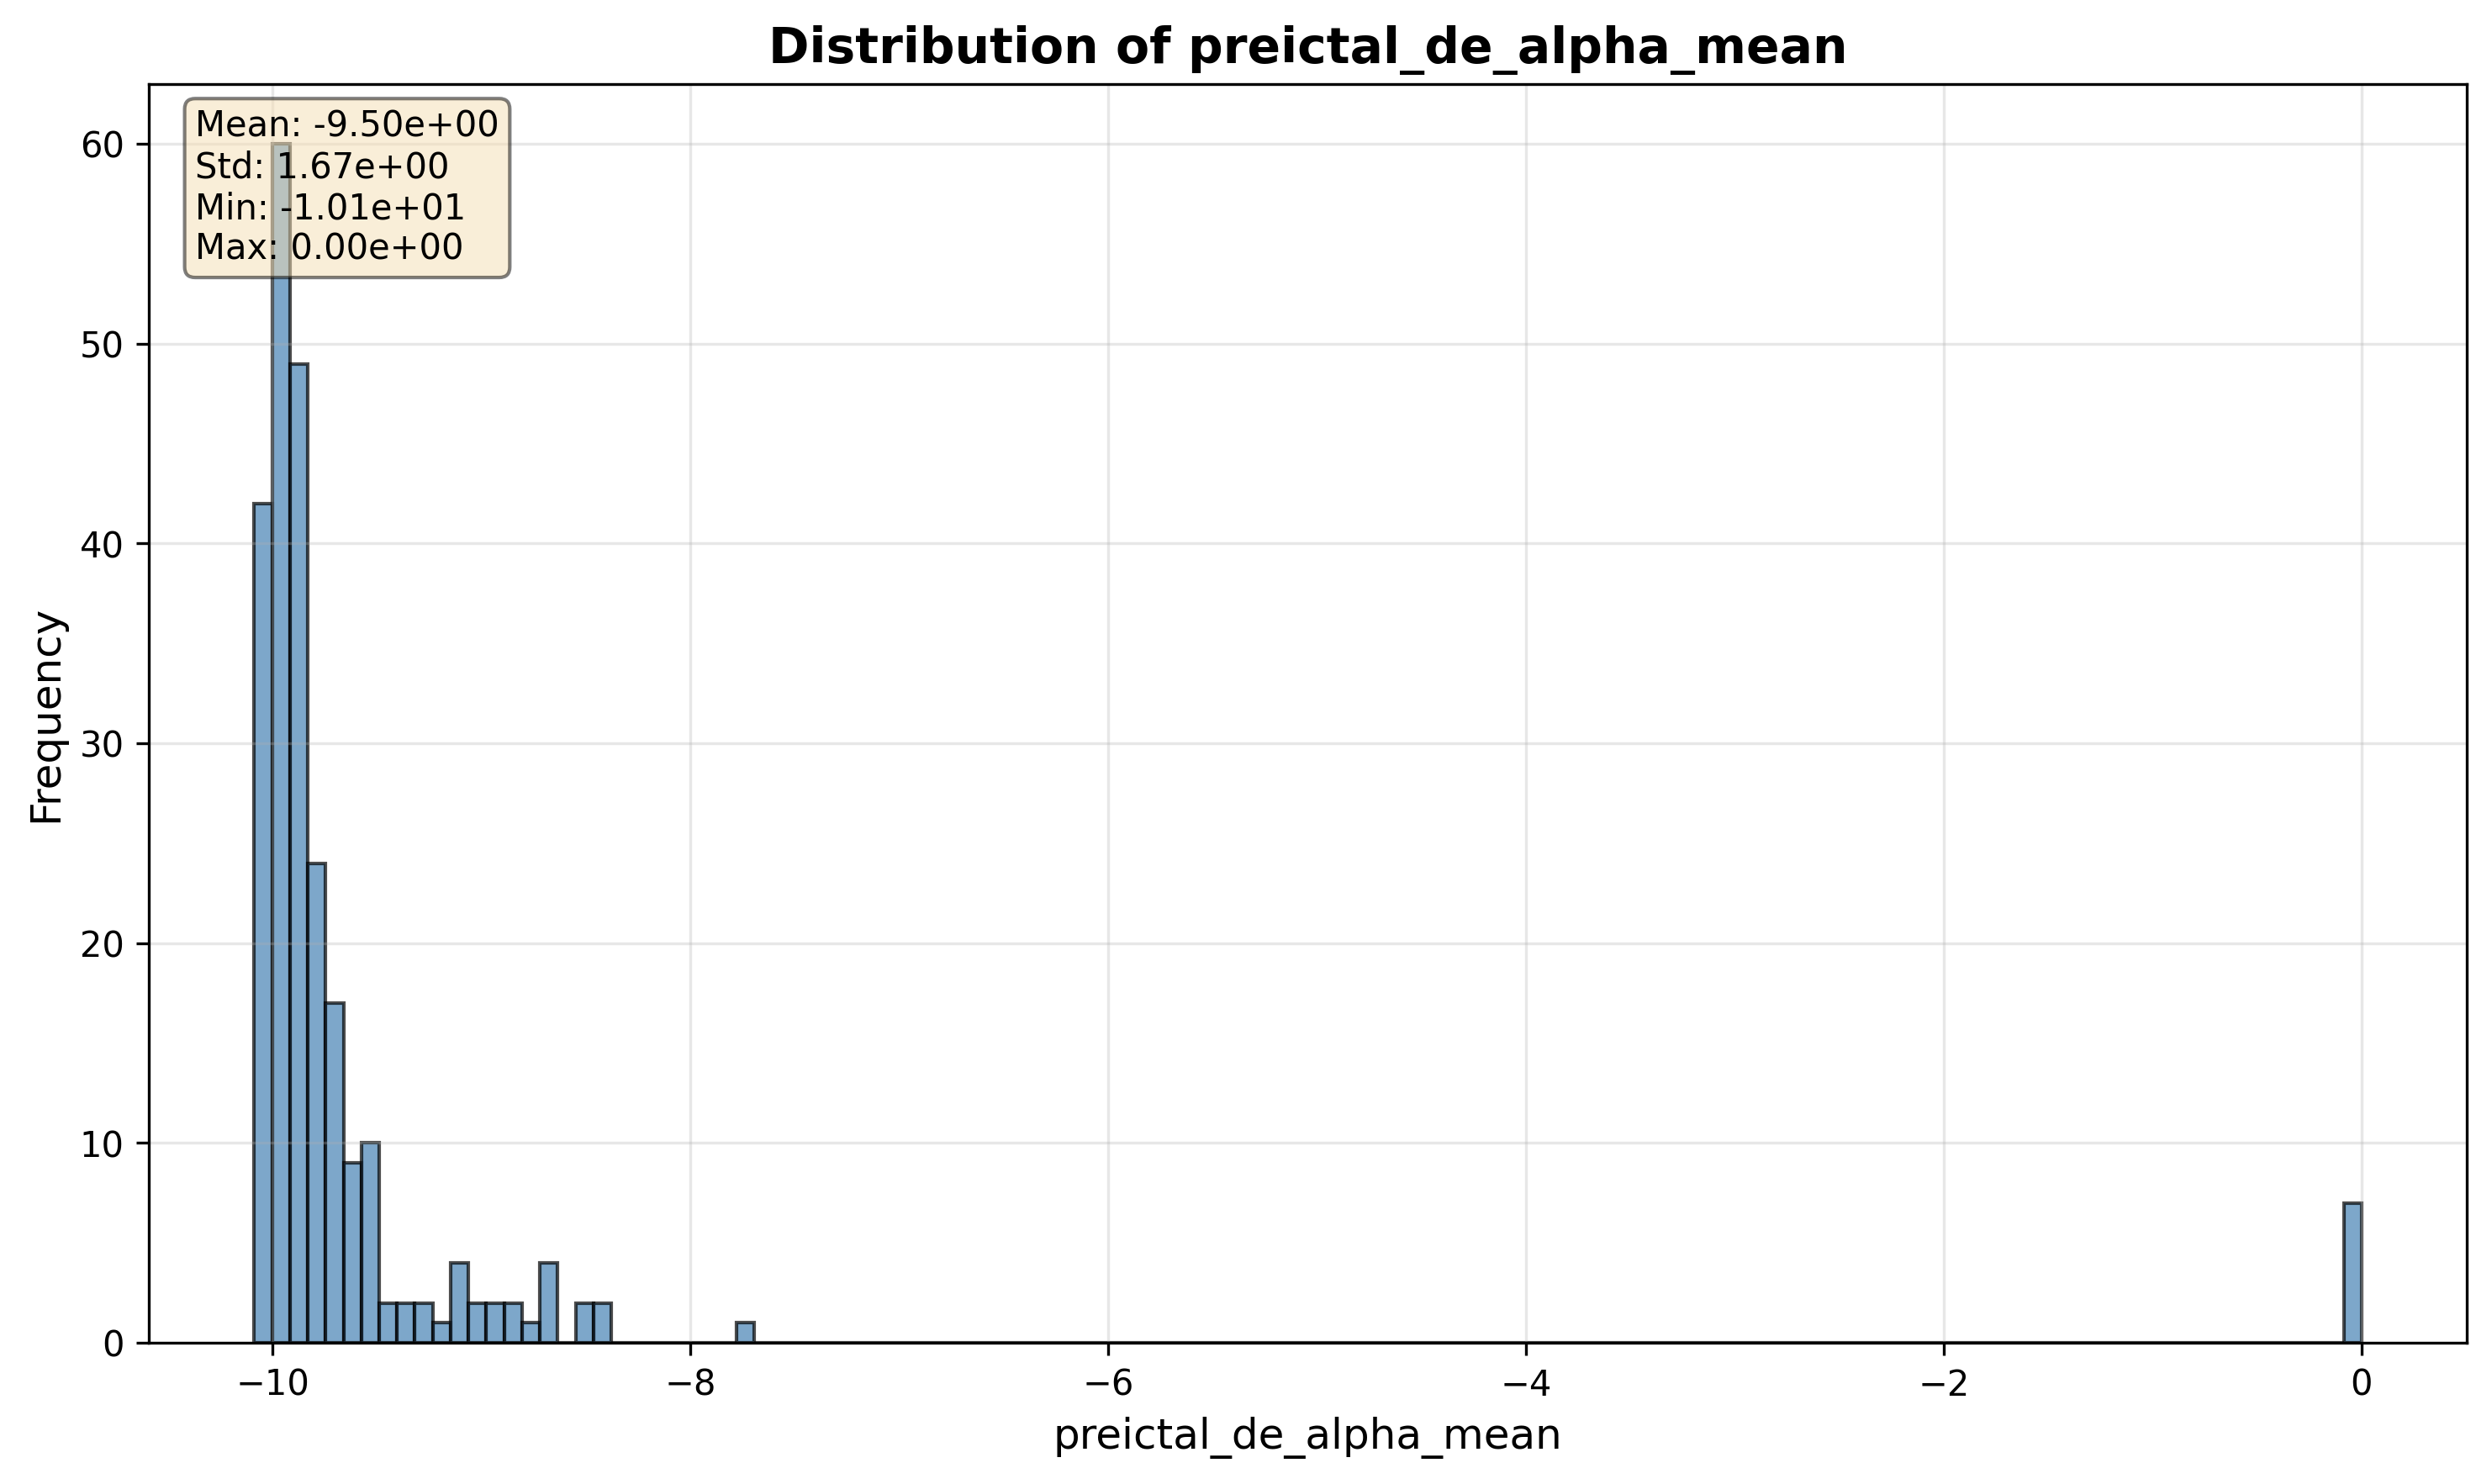 Distribution of preictal_de_alpha_mean
Mean: -9.50e+00
Std: 1.67e+00
Min: -1.01e+01
Max: 0.00e+00
60
50
40
30
20
10
0
Frequency
−10 −8 −6 −4 −2 0
preictal_de_alpha_mean